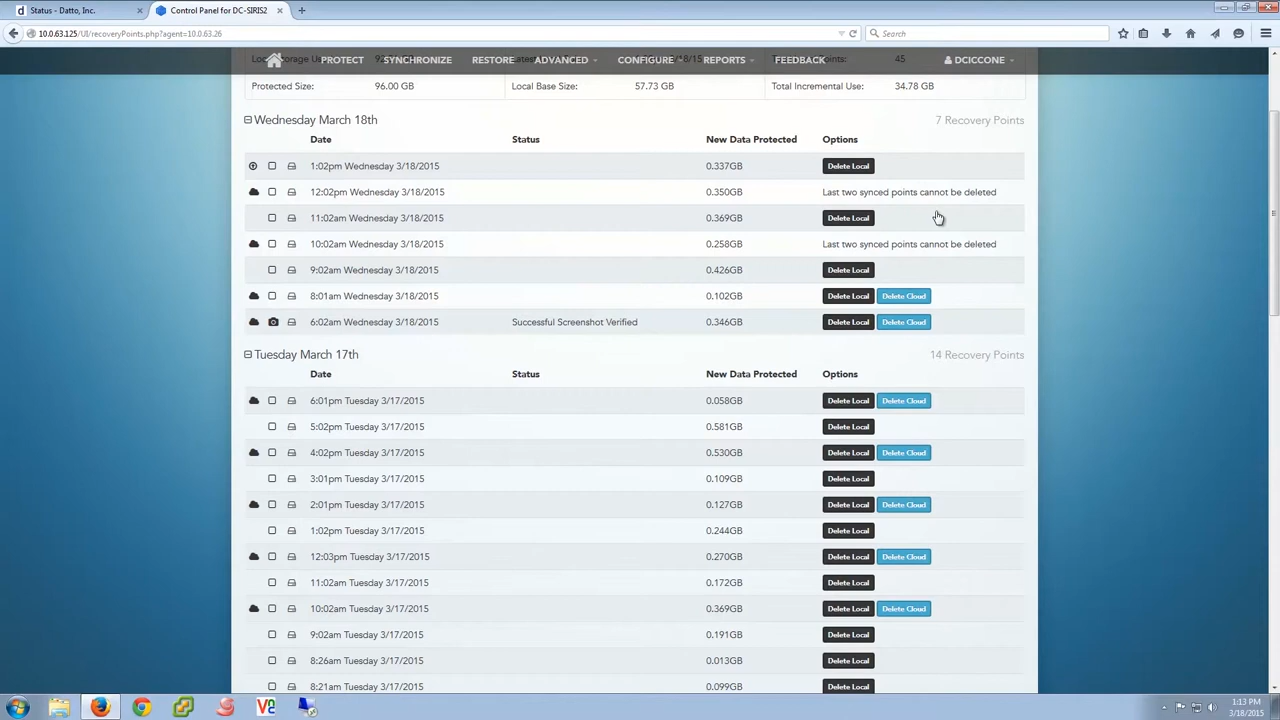 Status - Datto, Inc.
Control Panel for DC-SIRIS2
10.0.63.125/UI/recoveryPoints.php?agent=10.0.63.26
Search
PROTECT SYNCHRONIZE RESTORE ADVANCED CONFIGURE REPORTS FEEDBACK DCICCONE
45
Protected Size: 96.00 GB Local Base Size: 57.73 GB Total Incremental Use: 34.78 GB
Wednesday March 18th 7 Recovery Points
Date Status New Data Protected Options
1:02pm Wednesday 3/18/2015 0.337GB Delete Local
12:02pm Wednesday 3/18/2015 0.350GB Last two synced points cannot be deleted
11:02am Wednesday 3/18/2015 0.369GB Delete Local
10:02am Wednesday 3/18/2015 0.258GB Last two synced points cannot be deleted
9:02am Wednesday 3/18/2015 0.426GB Delete Local
8:01am Wednesday 3/18/2015 0.102GB Delete Local Delete Cloud
6:02am Wednesday 3/18/2015 Successful Screenshot Verified 0.346GB Delete Local Delete Cloud
Tuesday March 17th 14 Recovery Points
Date Status New Data Protected Options
6:01pm Tuesday 3/17/2015 0.058GB Delete Local Delete Cloud
5:02pm Tuesday 3/17/2015 0.581GB Delete Local
4:02pm Tuesday 3/17/2015 0.530GB Delete Local Delete Cloud
3:01pm Tuesday 3/17/2015 0.109GB Delete Local
2:01pm Tuesday 3/17/2015 0.127GB Delete Local Delete Cloud
Tuesday 3/17/2015 0.244GB Delete Local
12:03pm Tuesday 3/17/2015 0.270GB Delete Local Delete Cloud
11:02am Tuesday 3/17/2015 0.172GB Delete Local
10:02am Tuesday 3/17/2015 0.369GB Delete Local Delete Cloud
9:02am Tuesday 3/17/2015 0.191GB Delete Local
8:26am Tuesday 3/17/2015 0.013GB Delete Local
8:21am Tuesday 3/17/2015 0.099GB Delete Local
1:13 PM
3/18/2015